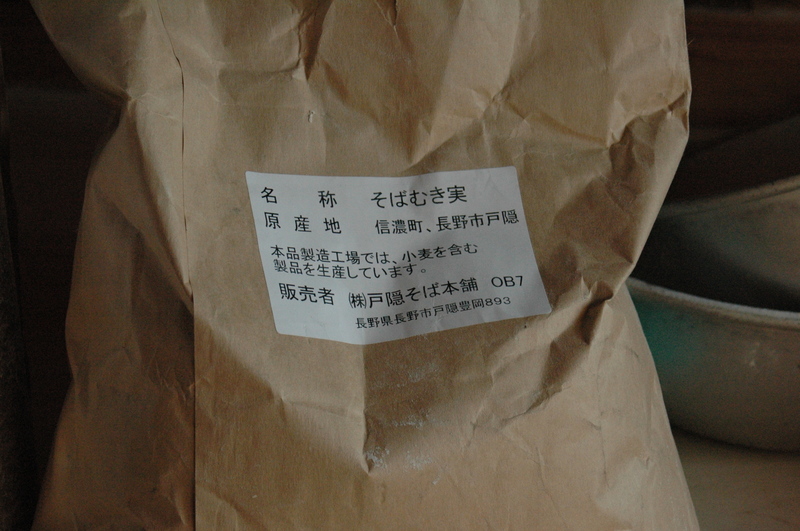 名 称 そばむき実
原産地 信濃町、長野市戸隠
本品製造工場では、小麦を含む
製品を生産しています。
販売者 ㈱戸隠そば本舗 OB7
長野県長野市戸隠豊岡893